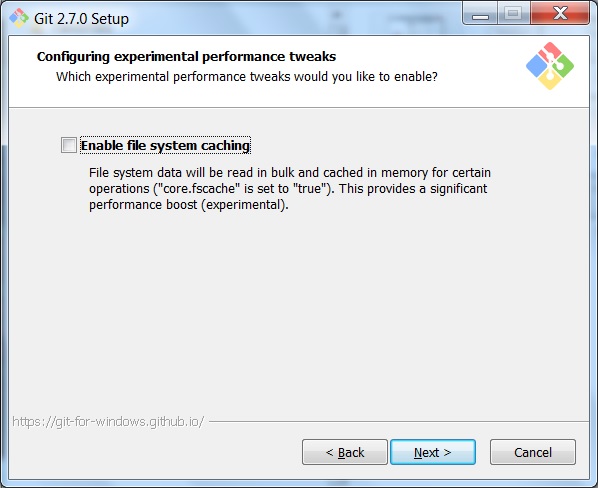 Git 2.7.0 Setup
Configuring experimental performance tweaks
Which experimental performance tweaks would you like to enable?
Enable file system caching
File system data will be read in bulk and cached in memory for certain
operations ("core.fscache" is set to "true"). This provides a significant
performance boost (experimental).
https://git-for-windows.github.io/
< Back
Next >
Cancel